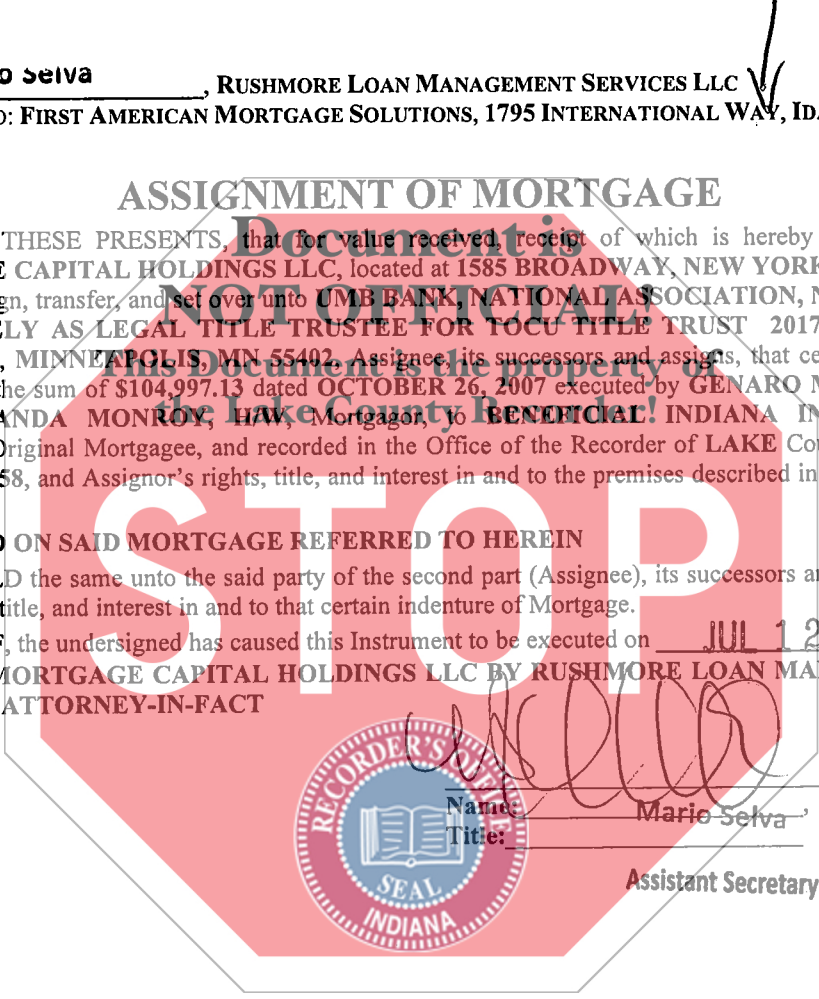 o Selva
, RUSHMORE LOAN MANAGEMENT SERVICES LLC
: FIRST AMERICAN MORTGAGE SOLUTIONS, 1795 INTERNATIONAL WAY, IDA
ASSIGNMENT OF MORTGAGE
THESE PRESENTS, that for value received, receipt of which is hereby
E CAPITAL HOLDINGS LLC, located at 1585 BROADWAY, NEW YORK
gn, transfer, and set over unto UMB BANK, NATIONAL ASSOCIATION, N
LY AS LEGAL TITLE TRUSTEE FOR TOCU TITLE TRUST 2017
, MINNEAPOLIS, MN 55402, Assignee, its successors and assigns, that ce
he sum of $104,997.13 dated OCTOBER 26, 2007 executed by GENARO M
ANDA MONROY, H/W, Mortgagor, to BENEFICIAL INDIANA IN
Original Mortgagee, and recorded in the Office of the Recorder of LAKE Cou
58, and Assignor's rights, title, and interest in and to the premises described in
Document is
NOT OFFICIAL!
This Document is the property of
the Lake County Recorder!
STOP
ON SAID MORTGAGE REFERRED TO HEREIN
D the same unto the said party of the second part (Assignee), its successors a
title, and interest in and to that certain indenture of Mortgage.
F, the undersigned has caused this Instrument to be executed on JUL 12
MORTGAGE CAPITAL HOLDINGS LLC BY RUSHMORE LOAN MA
ATTORNEY-IN-FACT
Name: Mario Selva
Title:
Assistant Secretary
RECORDER'S OFFICE
SEAL
INDIANA